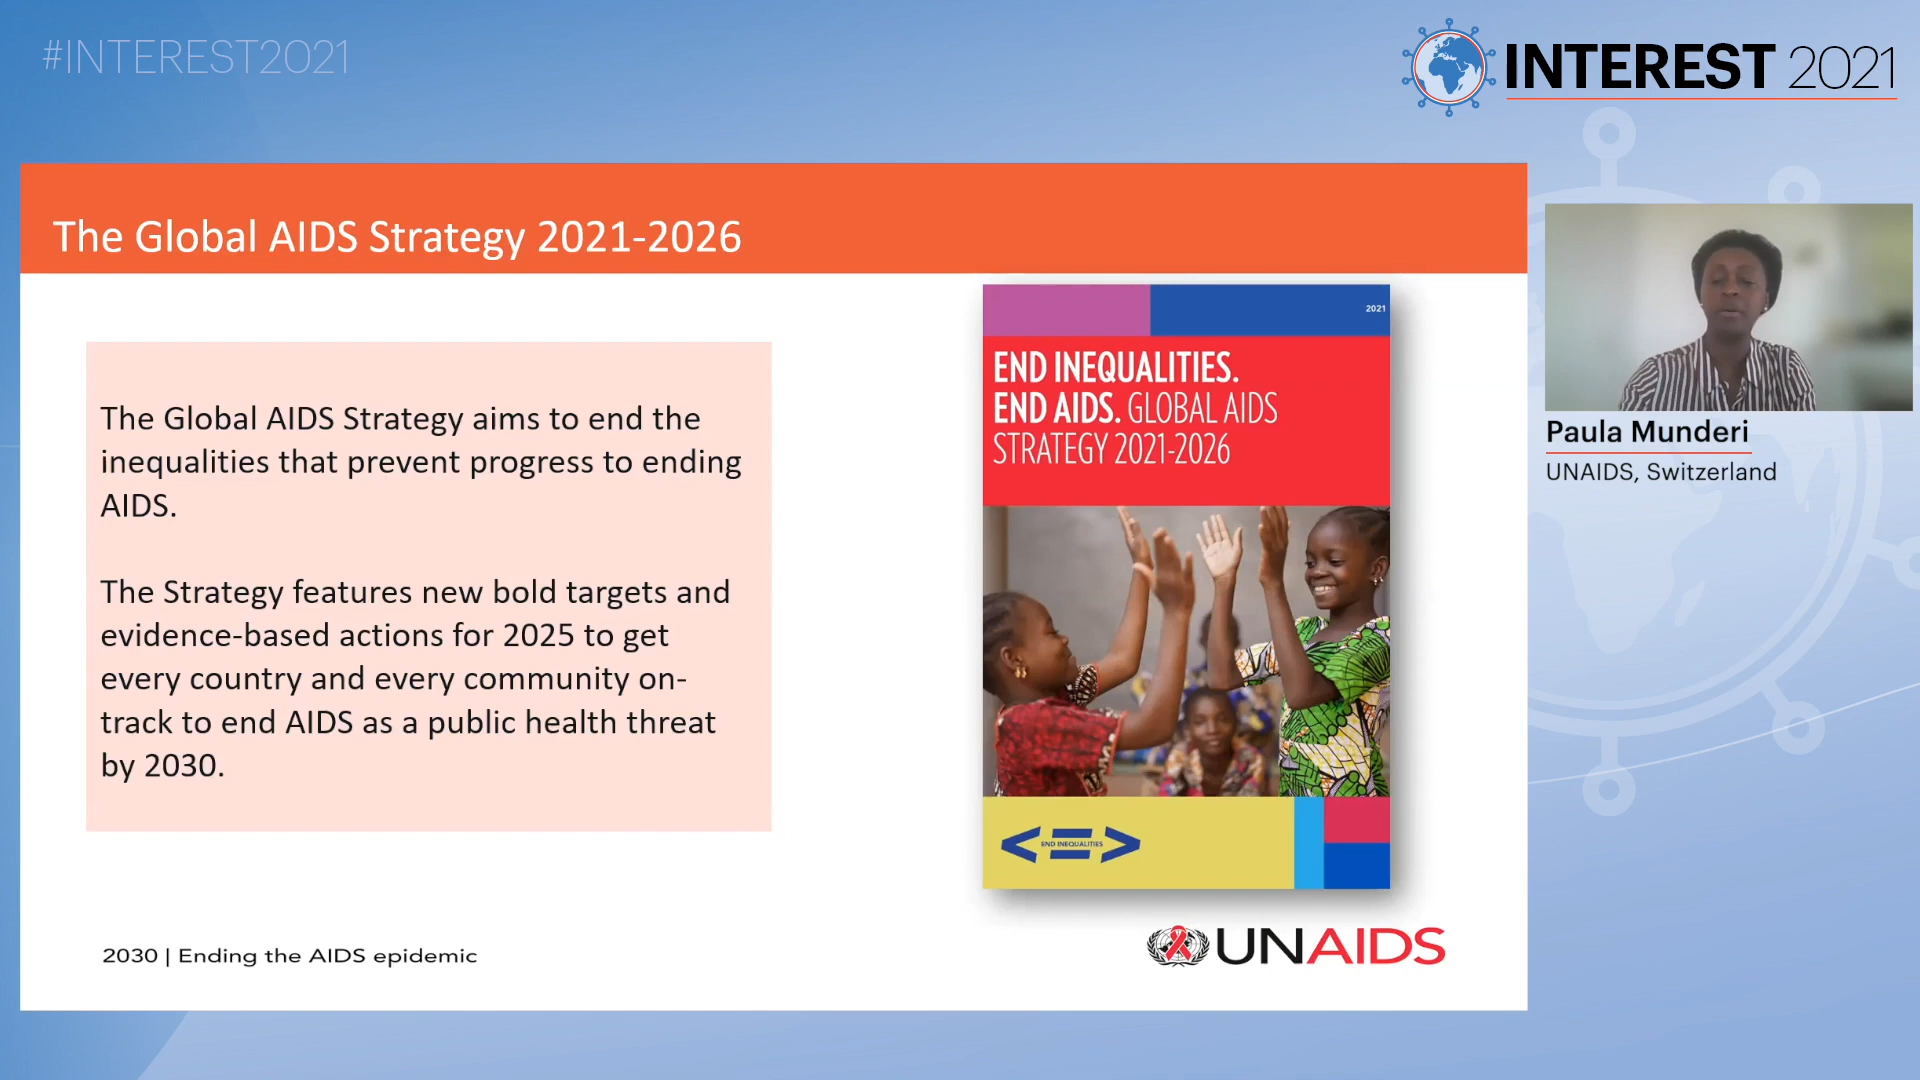 #INTEREST2021
INTEREST 2021
The Global AIDS Strategy 2021-2026
The Global AIDS Strategy aims to end the
inequalities that prevent progress to ending
AIDS.
The Strategy features new bold targets and
evidence-based actions for 2025 to get
every country and every community on-
track to end AIDS as a public health threat
by 2030.
2021
END INEQUALITIES.
END AIDS. GLOBAL AIDS
STRATEGY 2021-2026
<=>
END INEQUALITIES
2030 | Ending the AIDS epidemic
UNAIDS
Paula Munderi
UNAIDS, Switzerland